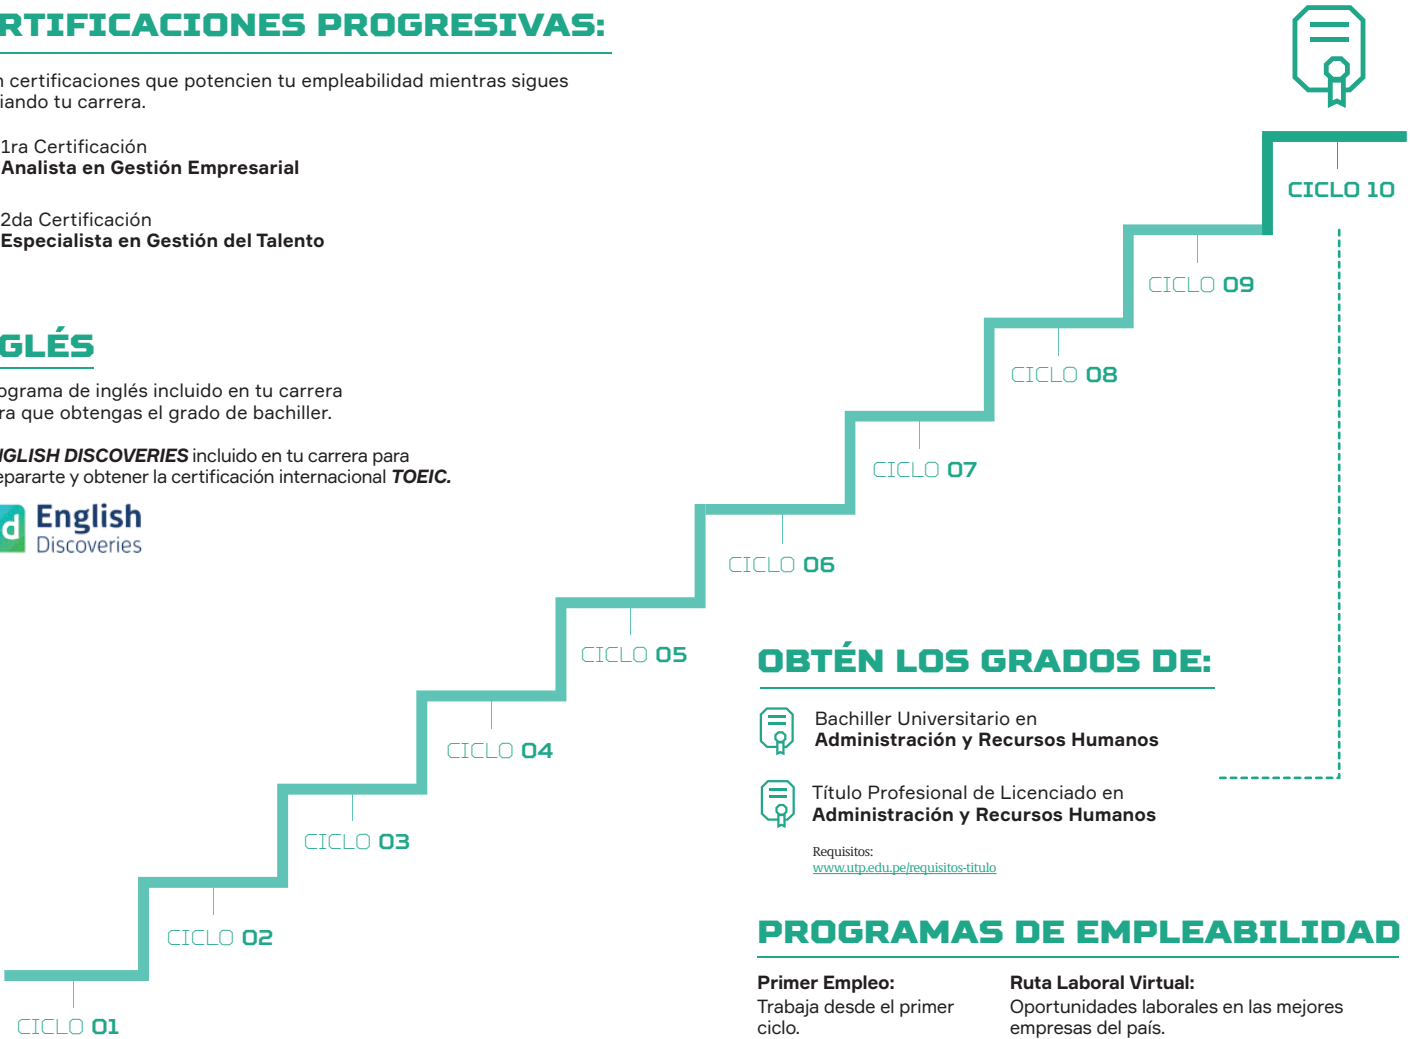 RTIFICACIONES PROGRESIVAS:
n certificaciones que potencien tu empleabilidad mientras sigues
iando tu carrera.
1ra Certificación
Analista en Gestión Empresarial
2da Certificación
Especialista en Gestión del Talento
GLÉS
ograma de inglés incluido en tu carrera
ra que obtengas el grado de bachiller.
NGLISH DISCOVERIES incluido en tu carrera para
epararte y obtener la certificación internacional TOEIC.
d English
Discoveries
CICLO 10
CICLO 09
CICLO 08
CICLO 07
CICLO 06
CICLO 05
CICLO 04
CICLO 03
CICLO 02
CICLO 01
OBTÉN LOS GRADOS DE:
Bachiller Universitario en
Administración y Recursos Humanos
Título Profesional de Licenciado en
Administración y Recursos Humanos
Requisitos:
www.utp.edu.pe/requisitos-titulo
PROGRAMAS DE EMPLEABILIDAD
Primer Empleo:
Trabaja desde el primer
ciclo.
Ruta Laboral Virtual:
Oportunidades laborales en las mejores
empresas del país.